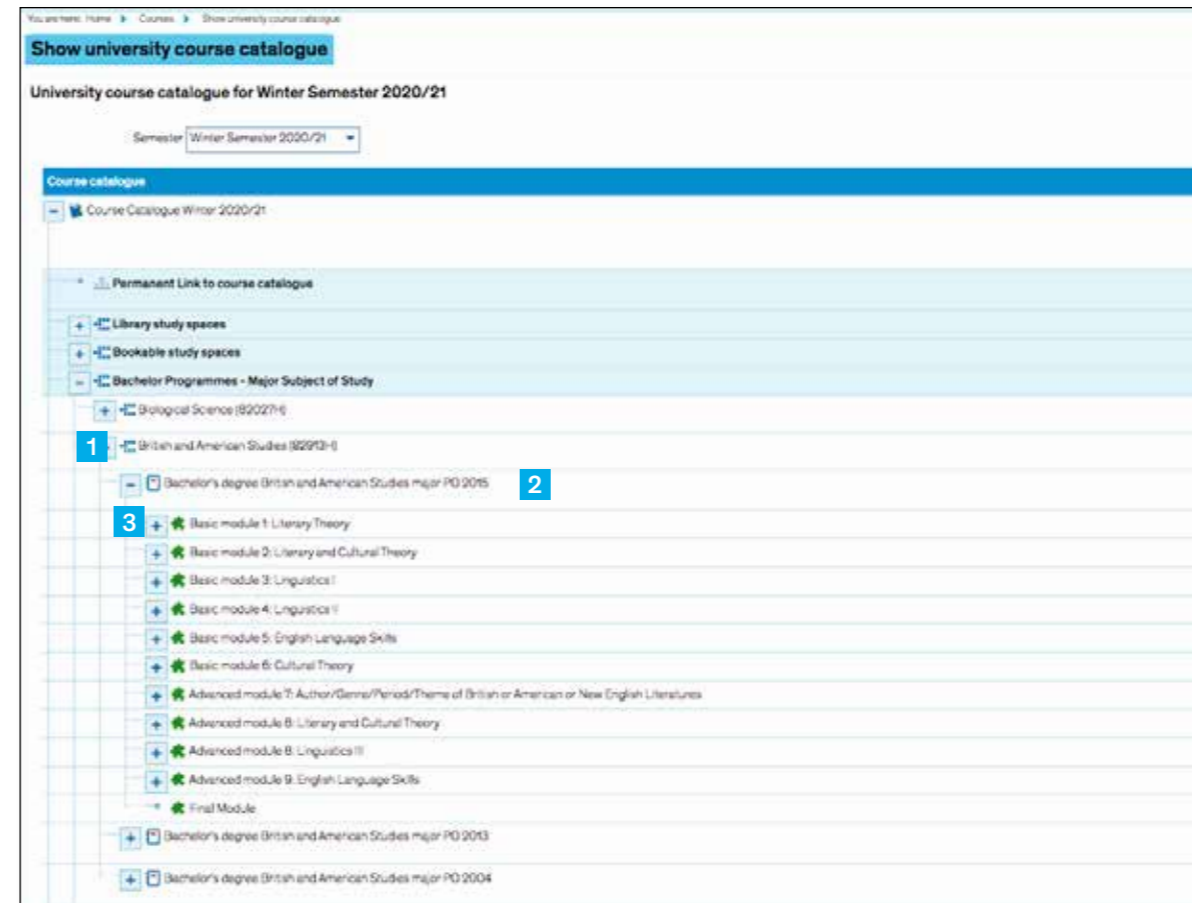 You are here: Home Courses Show university course catalogue
Show university course catalogue
University course catalogue for Winter Semester 2020/21
Semester Winter Semester 2020/21
Course catalogue
Course Catalogue Winter 2020/21
Permanent Link to course catalogue
Library study spaces
Bookable study spaces
Bachelor Programmes - Major Subject of Study
Biological Science (82027H)
1 British and American Studies (82913H)
Bachelor's degree British and American Studies major PO 2015 2
3 Basic module 1: Literary Theory
Basic module 2: Literary and Cultural Theory
Basic module 3: Linguistics I
Basic module 4: Linguistics II
Basic module 5: English Language Skills
Basic module 6: Cultural Theory
Advanced module 7: Author/Genre/Period/Theme of British or American or New English Literatures
Advanced module 8: Literary and Cultural Theory
Advanced module 8: Linguistics III
Advanced module 9: English Language Skills
Final Module
Bachelor's degree British and American Studies major PO 2013
Bachelor's degree British and American Studies major PO 2004